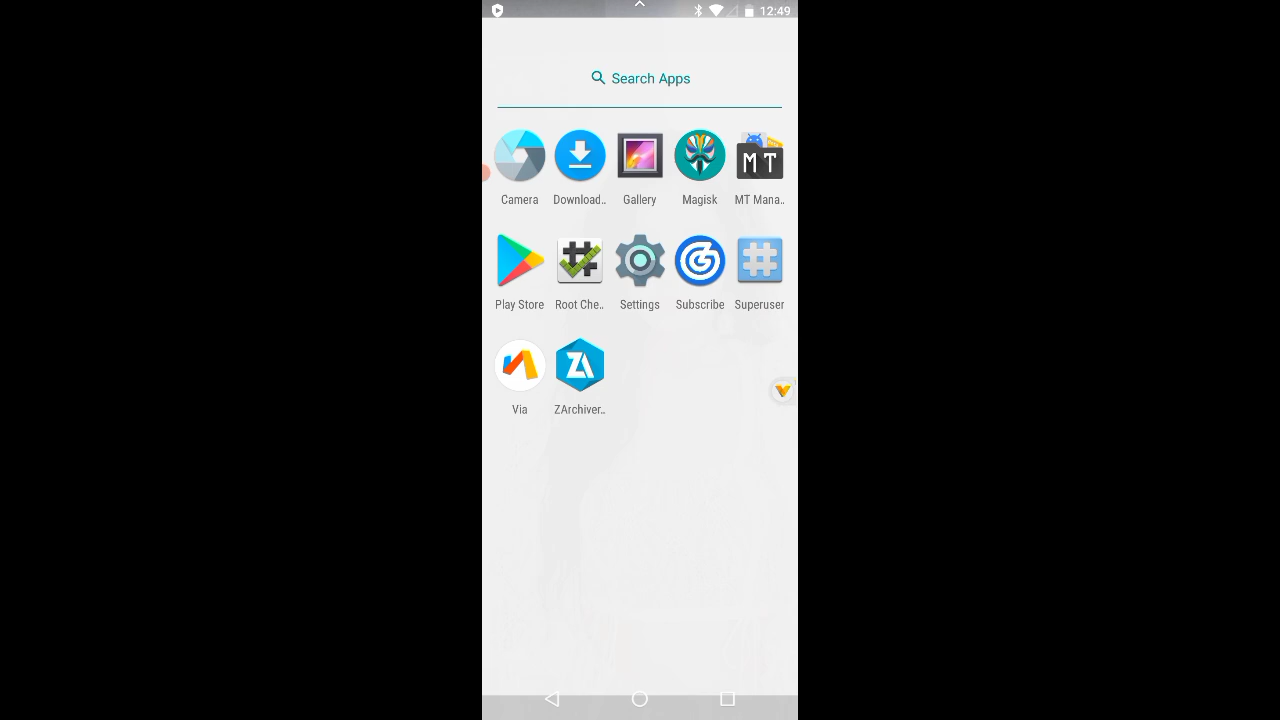 12:49
Search Apps
Camera Download.. Gallery Magisk MT Mana..
Play Store Root Che.. Settings Subscribe Superuser
Via ZArchiver..